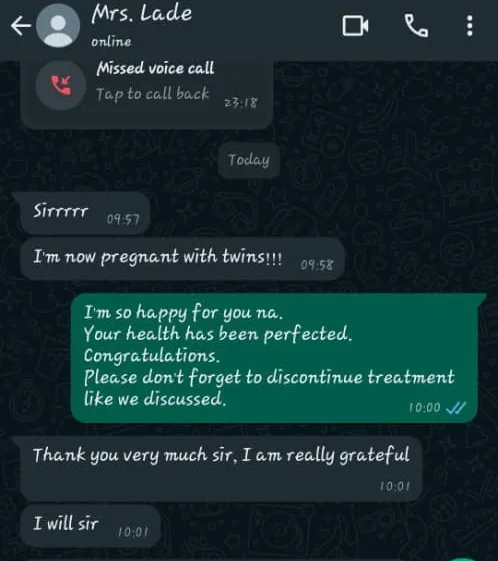 Mrs. Lade
online
Missed voice call
Tap to call back 23:18
Today
Sirrrrr 09:57
I'm now pregnant with twins!!! 09:58
I'm so happy for you na.
Your health has been perfected.
Congratulations.
Please don't forget to discontinue treatment
like we discussed.
10:00
Thank you very much sir, I am really grateful
10:01
I will sir 10:01